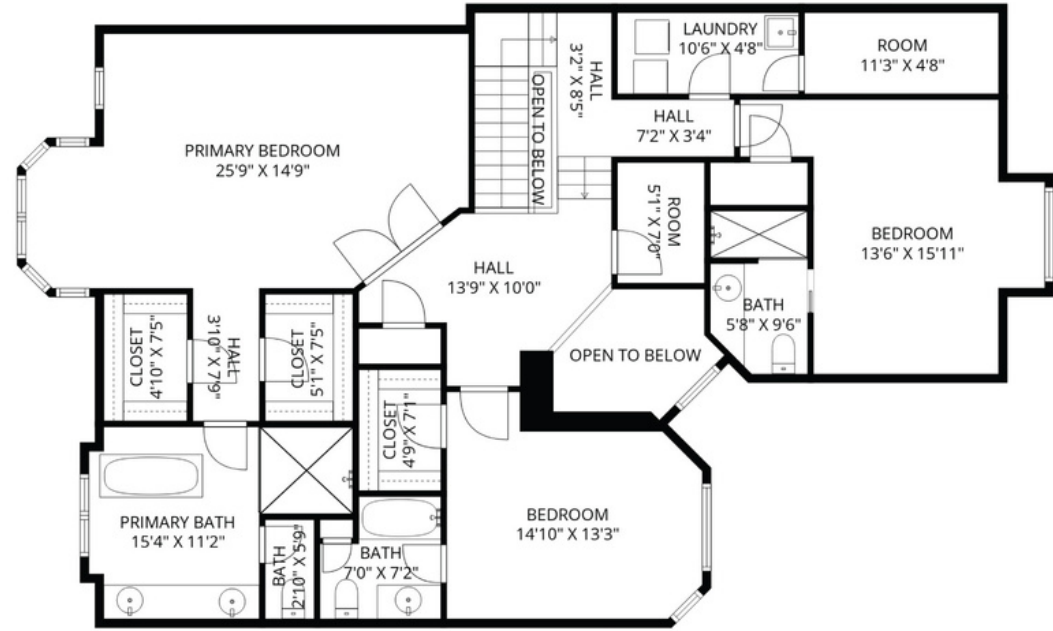 LAUNDRY
10'6" X 4'8"
ROOM
11'3" X 4'8"
HALL
3'2" X 8'5"
OPEN TO BELOW
HALL
7'2" X 3'4"
PRIMARY BEDROOM
25'9" X 14'9"
ROOM
5'1" X 7'0"
BEDROOM
13'6" X 15'11"
HALL
13'9" X 10'0"
BATH
5'8" X 9'6"
CLOSET
4'10" X 7'5"
HALL
3'10" X 7'9"
CLOSET
5'1" X 7'5"
OPEN TO BELOW
CLOSET
4'9" X 7'1"
PRIMARY BATH
15'4" X 11'2"
BATH
2'10" X 5'9"
BATH
7'0" X 7'2"
BEDROOM
14'10" X 13'3"